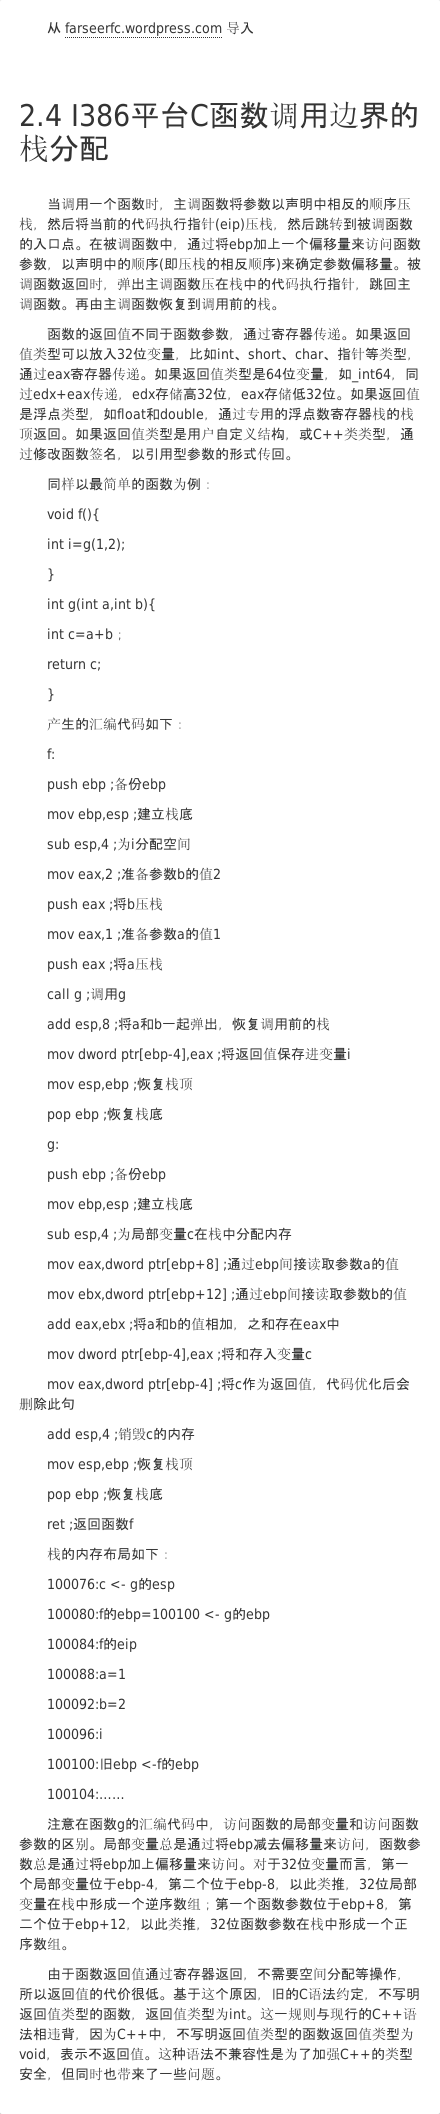 从 farseerfc.wordpress.com 导入
2.4 I386平台C函数调用边界的
栈分配
当调用一个函数时，主调函数将参数以声明中相反的顺序压
栈，然后将当前的代码执行指针(eip)压栈，然后跳转到被调函数
的入口点。在被调函数中，通过将ebp加上一个偏移量来访问函数
参数，以声明中的顺序(即压栈的相反顺序)来确定参数偏移量。被
调函数返回时，弹出主调函数压在栈中的代码执行指针，跳回主
调函数。再由主调函数恢复到调用前的栈。
函数的返回值不同于函数参数，通过寄存器传递。如果返回
值类型可以放入32位变量，比如int、short、char、指针等类型，
通过eax寄存器传递。如果返回值类型是64位变量，如_int64，同
过edx+eax传递，edx存储高32位，eax存储低32位。如果返回值
是浮点类型，如float和double，通过专用的浮点数寄存器栈的栈
顶返回。如果返回值类型是用户自定义结构，或C++类类型，通
过修改函数签名，以引用型参数的形式传回。
同样以最简单的函数为例：
void f(){
int i=g(1,2);
}
int g(int a,int b){
int c=a+b；
return c;
}
产生的汇编代码如下：
f:
push ebp ;备份ebp
mov ebp,esp ;建立栈底
sub esp,4 ;为i分配空间
mov eax,2 ;准备参数b的值2
push eax ;将b压栈
mov eax,1 ;准备参数a的值1
push eax ;将a压栈
call g ;调用g
add esp,8 ;将a和b一起弹出，恢复调用前的栈
mov dword ptr[ebp-4],eax ;将返回值保存进变量i
mov esp,ebp ;恢复栈顶
pop ebp ;恢复栈底
g:
push ebp ;备份ebp
mov ebp,esp ;建立栈底
sub esp,4 ;为局部变量c在栈中分配内存
mov eax,dword ptr[ebp+8] ;通过ebp间接读取参数a的值
mov ebx,dword ptr[ebp+12] ;通过ebp间接读取参数b的值
add eax,ebx ;将a和b的值相加，之和存在eax中
mov dword ptr[ebp-4],eax ;将和存入变量c
mov eax,dword ptr[ebp-4] ;将c作为返回值，代码优化后会
删除此句
add esp,4 ;销毁c的内存
mov esp,ebp ;恢复栈顶
pop ebp ;恢复栈底
ret ;返回函数f
栈的内存布局如下：
100076:c <- g的esp
100080:f的ebp=100100 <- g的ebp
100084:f的eip
100088:a=1
100092:b=2
100096:i
100100:旧ebp <-f的ebp
100104:……
注意在函数g的汇编代码中，访问函数的局部变量和访问函数
参数的区别。局部变量总是通过将ebp减去偏移量来访问，函数参
数总是通过将ebp加上偏移量来访问。对于32位变量而言，第一
个局部变量位于ebp-4，第二个位于ebp-8，以此类推，32位局部
变量在栈中形成一个逆序数组；第一个函数参数位于ebp+8，第
二个位于ebp+12，以此类推，32位函数参数在栈中形成一个正
序数组。
由于函数返回值通过寄存器返回，不需要空间分配等操作，
所以返回值的代价很低。基于这个原因，旧的C语法约定，不写明
返回值类型的函数，返回值类型为int。这一规则与现行的C++语
法相违背，因为C++中，不写明返回值类型的函数返回值类型为
void，表示不返回值。这种语法不兼容性是为了加强C++的类型
安全，但同时也带来了一些问题。